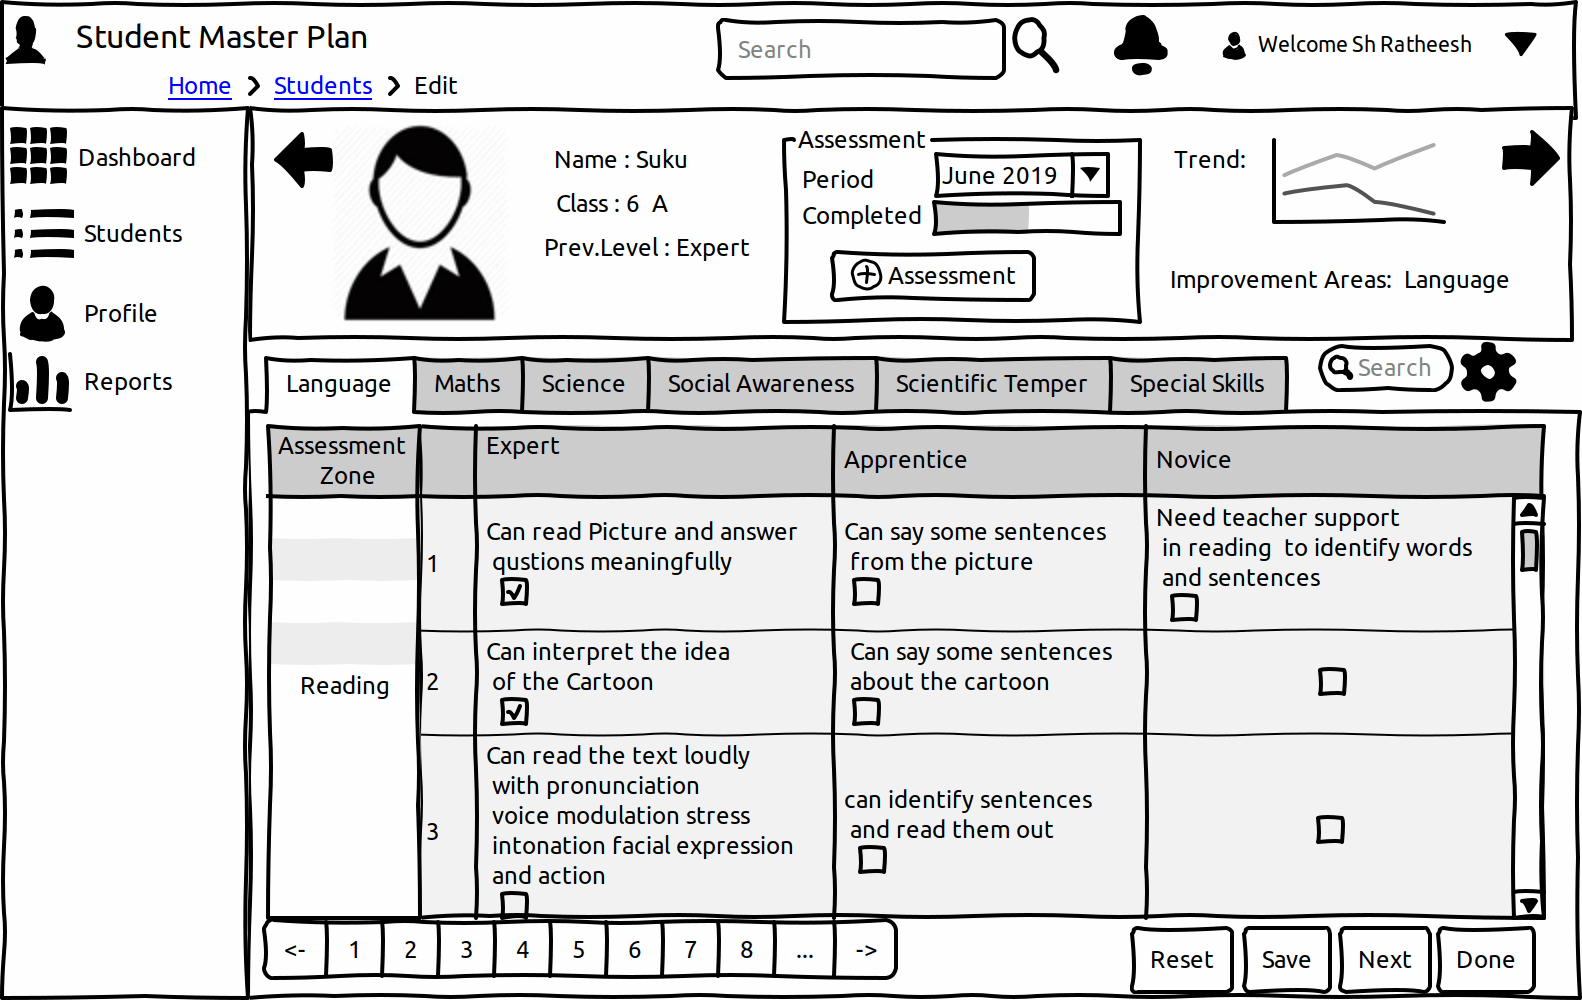 Student Master Plan
Search
Welcome Sh Ratheesh
Home
Students
Edit
Dashboard
Students
Profile
Reports
Name : Suku
Class : 6 A
Prev.Level : Expert
Assessment
Period
June 2019
Completed
Assessment
Trend:
Improvement Areas: Language
Language
Maths
Science
Social Awareness
Scientific Temper
Special Skills
Search
Assessment
Zone
Expert
Apprentice
Novice
Reading
1
Can read Picture and answer
qustions meaningfully
Can say some sentences
from the picture
Need teacher support
in reading to identify words
and sentences
2
Can interpret the idea
of the Cartoon
Can say some sentences
about the cartoon
3
Can read the text loudly
with pronunciation
voice modulation stress
intonation facial expression
and action
can identify sentences
and read them out
<- 1 2 3 4 5 6 7 8 ... ->
Reset
Save
Next
Done